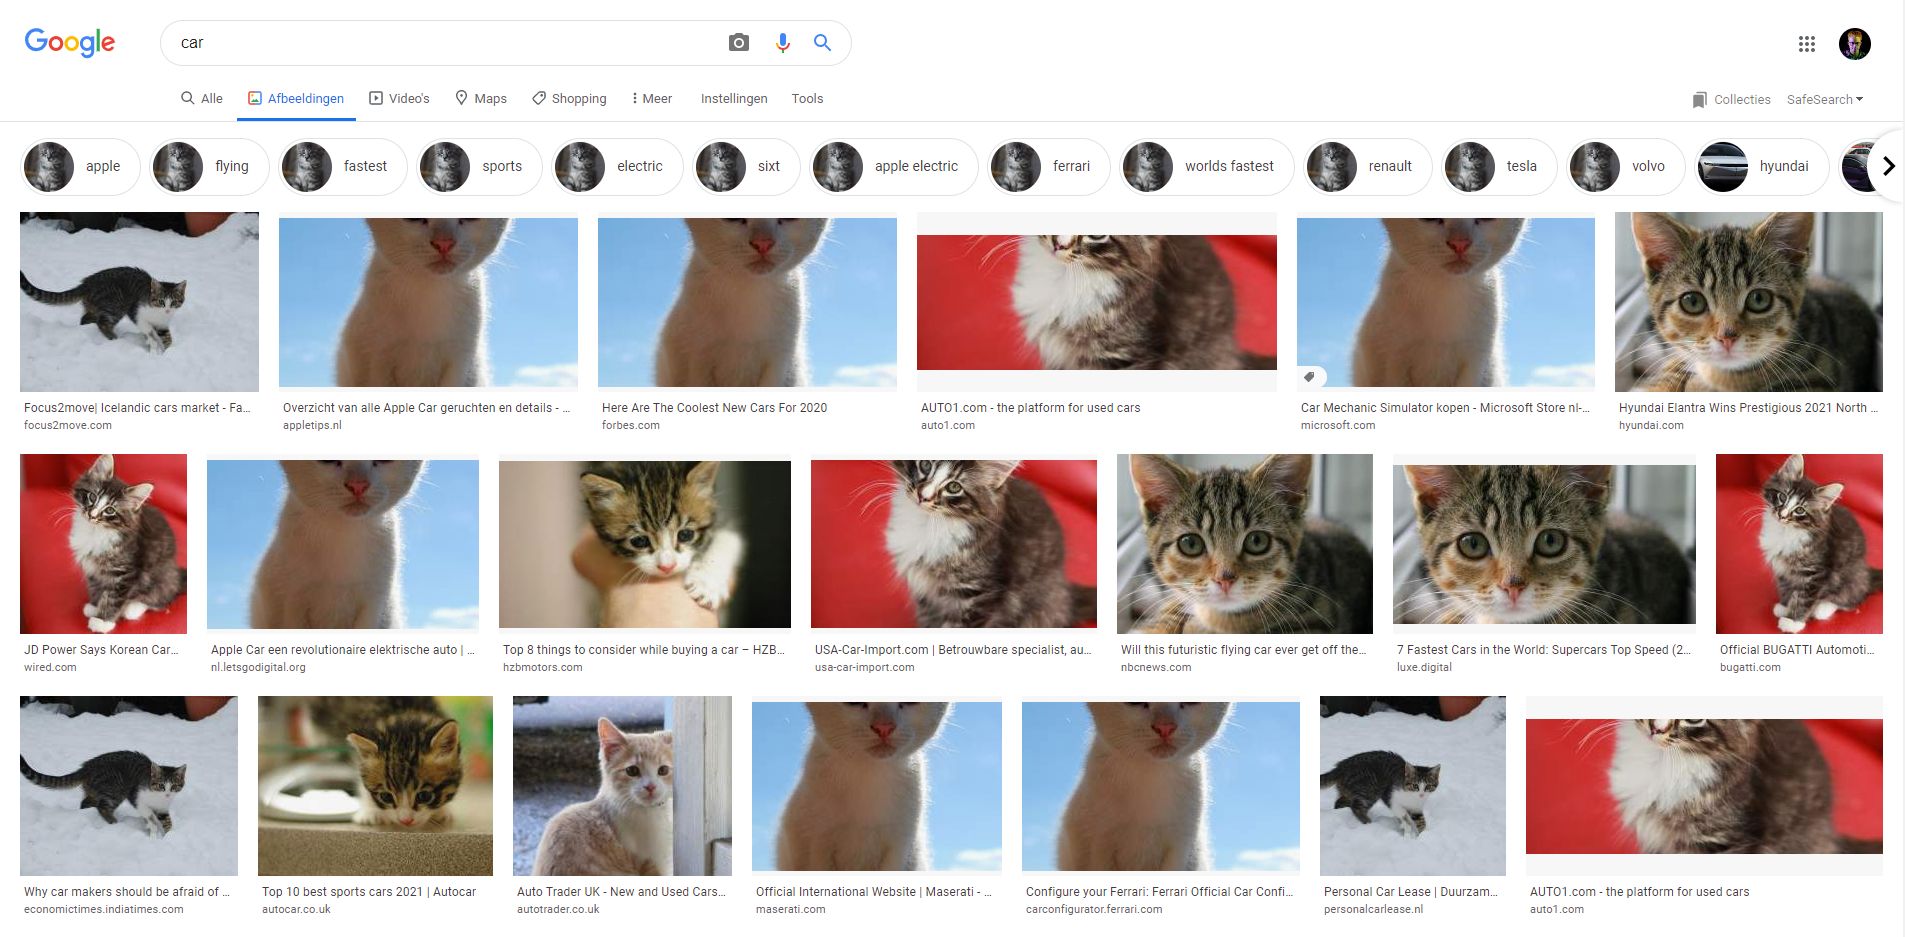 Google
car
Alle
Afbeeldingen
Video's
Maps
Shopping
Meer
Instellingen
Tools
Collecties
SafeSearch
apple
flying
fastest
sports
electric
sixt
apple electric
ferrari
worlds fastest
renault
tesla
volvo
hyundai
Focus2move| Icelandic cars market - Fa...
focus2move.com
Overzicht van alle Apple Car geruchten en details - ...
appletips.nl
Here Are The Coolest New Cars For 2020
forbes.com
AUTO1.com - the platform for used cars
auto1.com
Car Mechanic Simulator kopen - Microsoft Store nl-...
microsoft.com
Hyundai Elantra Wins Prestigious 2021 North ...
hyundai.com
JD Power Says Korean Car...
wired.com
Apple Car een revolutionaire elektrische auto | ...
nl.letsgodigital.org
Top 8 things to consider while buying a car – HZB...
hzbmotors.com
USA-Car-Import.com | Betrouwbare specialist, au...
usa-car-import.com
Will this futuristic flying car ever get off the...
nbcnews.com
7 Fastest Cars in the World: Supercars Top Speed (2...
luxe.digital
Official BUGATTI Automoti...
bugatti.com
Why car makers should be afraid of ...
economictimes.indiatimes.com
Top 10 best sports cars 2021 | Autocar
autocar.co.uk
Auto Trader UK - New and Used Cars...
autotrader.co.uk
Official International Website | Maserati - ...
maserati.com
Configure your Ferrari: Ferrari Official Car Confi...
carconfigurator.ferrari.com
Personal Car Lease | Duurzam...
personalcarlease.nl
AUTO1.com - the platform for used cars
auto1.com